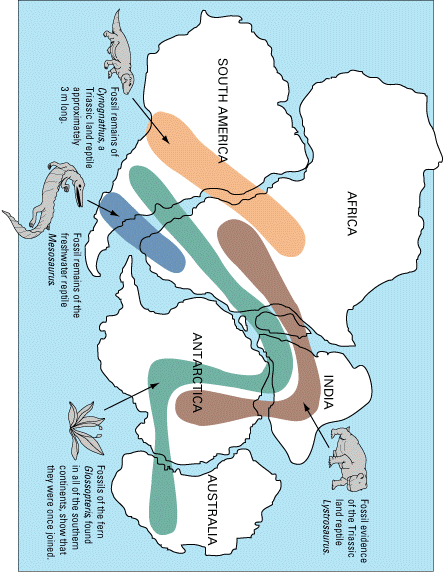 AFRICA
SOUTH AMERICA
INDIA
ANTARCTICA
AUSTRALIA
Fossil evidence
of the Triassic
land reptile
Lystrosaurus.
Fossil remains of
Cynognathus, a
Triassic land reptile
approximately
3 m long.
Fossil remains of the
freshwater reptile
Mesosaurus.
Fossils of the fern
Glossopteris, found
in all of the southern
continents, show that
they were once joined.